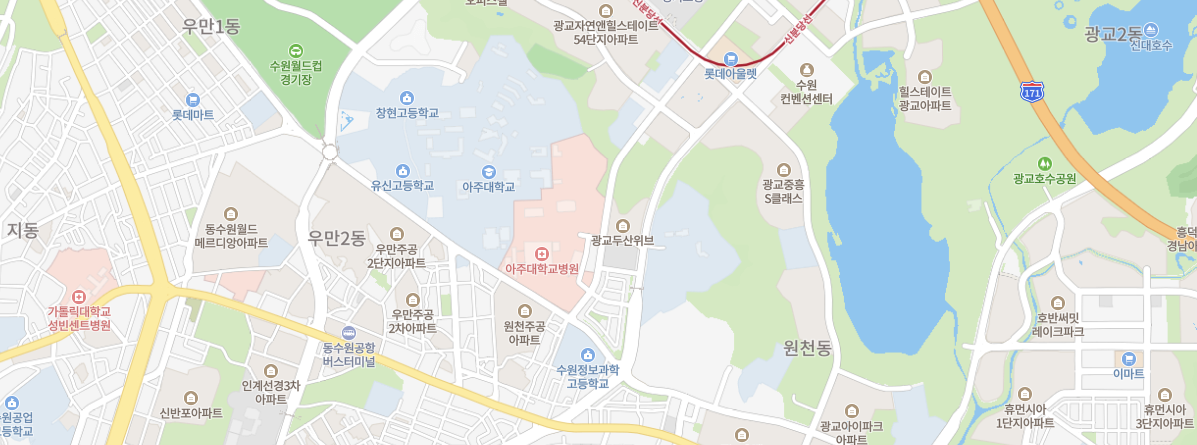 오피스텔
우만1동
광교자연앤힐스테이트
54단지아파트
신분당선
신분당선
광교2동
신대호수
수원월드컵
경기장
롯데아울렛
수원
컨벤션센터
힐스테이트
광교아파트
171
롯데마트
창현고등학교
유신고등학교
아주대학교
광교중흥
S클래스
광교호수공원
지동
동수원월드
메르디앙아파트
우만2동
우만주공
2단지아파트
광교두산위브
흥덕
경남아
아주대학교병원
가톨릭대학교
성빈센트병원
우만주공
2차아파트
원천주공
아파트
호반써밋
레이크파크
동수원공항
버스터미널
원천동
수원정보과학
고등학교
이마트
인계선경3차
아파트
신반포아파트
수원공업
고등학교
광교아이파크
아파트
휴먼시아
1단지아파트
휴먼시아
3단지아파트